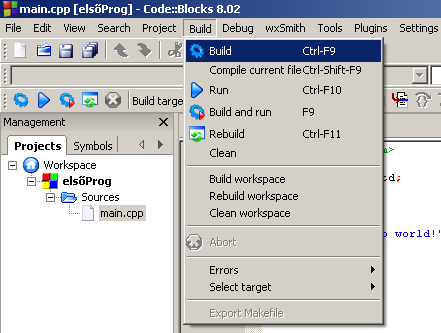 main.cpp [elsőProg] - Code::Blocks 8.02
File Edit View Search Project Build Debug wxSmith Tools Plugins Settings
Build Ctrl-F9
Compile current file Ctrl-Shift-F9
Run Ctrl-F10
Build and run F9
Rebuild Ctrl-F11
Clean
Build workspace
Rebuild workspace
Clean workspace
Abort
Errors
Select target
Export Makefile
Build targe
Management
Projects Symbols
Workspace
elsőProg
Sources
main.cpp
m>
d;
o world!"